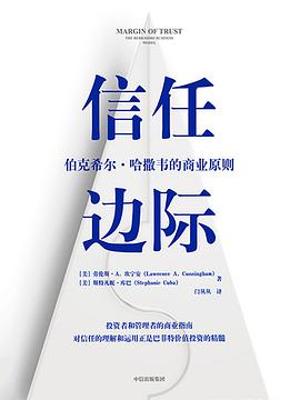 MARGIN OF TRUST
THE BERKSHIRE BUSINESS
MODEL
信任
伯克希尔·哈撒韦的商业原则
边际
[美] 劳伦斯·A. 坎宁安 (Lawrence A. Cunningham)
[美] 斯特凡妮·库巴 (Stephanie Cuba)
著
闫丛丛 译
投资者和管理者的商业指南
对信任的理解和运用正是巴菲特价值投资的精髓
中信出版集团